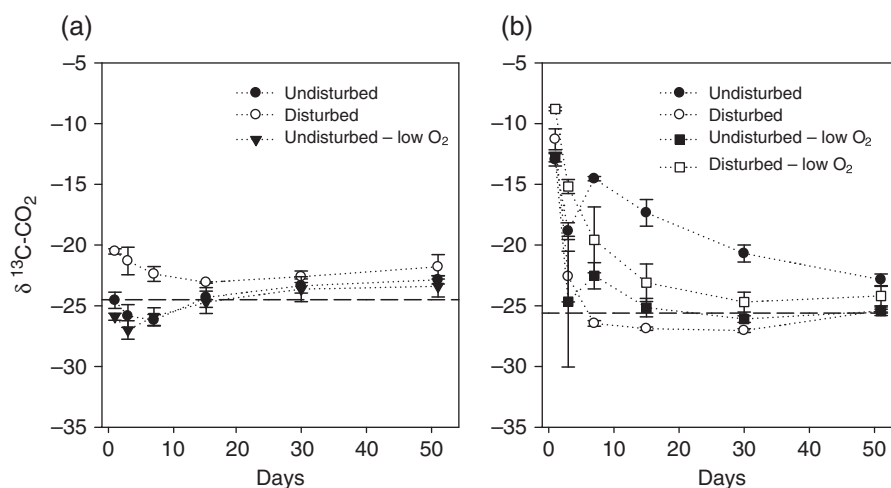 (a)
−5
−10
−15
−20
−25
−30
−35
δ ¹³C-CO₂
0 10 20 30 40 50
Days
Undisturbed
Disturbed
Undisturbed – low O₂
(b)
−5
−10
−15
−20
−25
−30
−35
0 10 20 30 40 50
Days
Undisturbed
Disturbed
Undisturbed – low O₂
Disturbed – low O₂